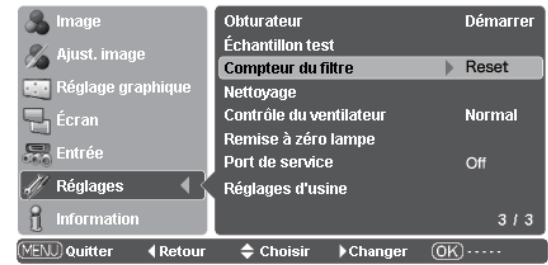 Image
Ajust. image
Réglage graphique
Écran
Entrée
Réglages
Information
Obturateur Démarrer
Échantillon test
Compteur du filtre Reset
Nettoyage
Contrôle du ventilateur Normal
Remise à zéro lampe
Port de service Off
Réglages d'usine
3 / 3
MENU Quitter Retour Choisir Changer OK -----